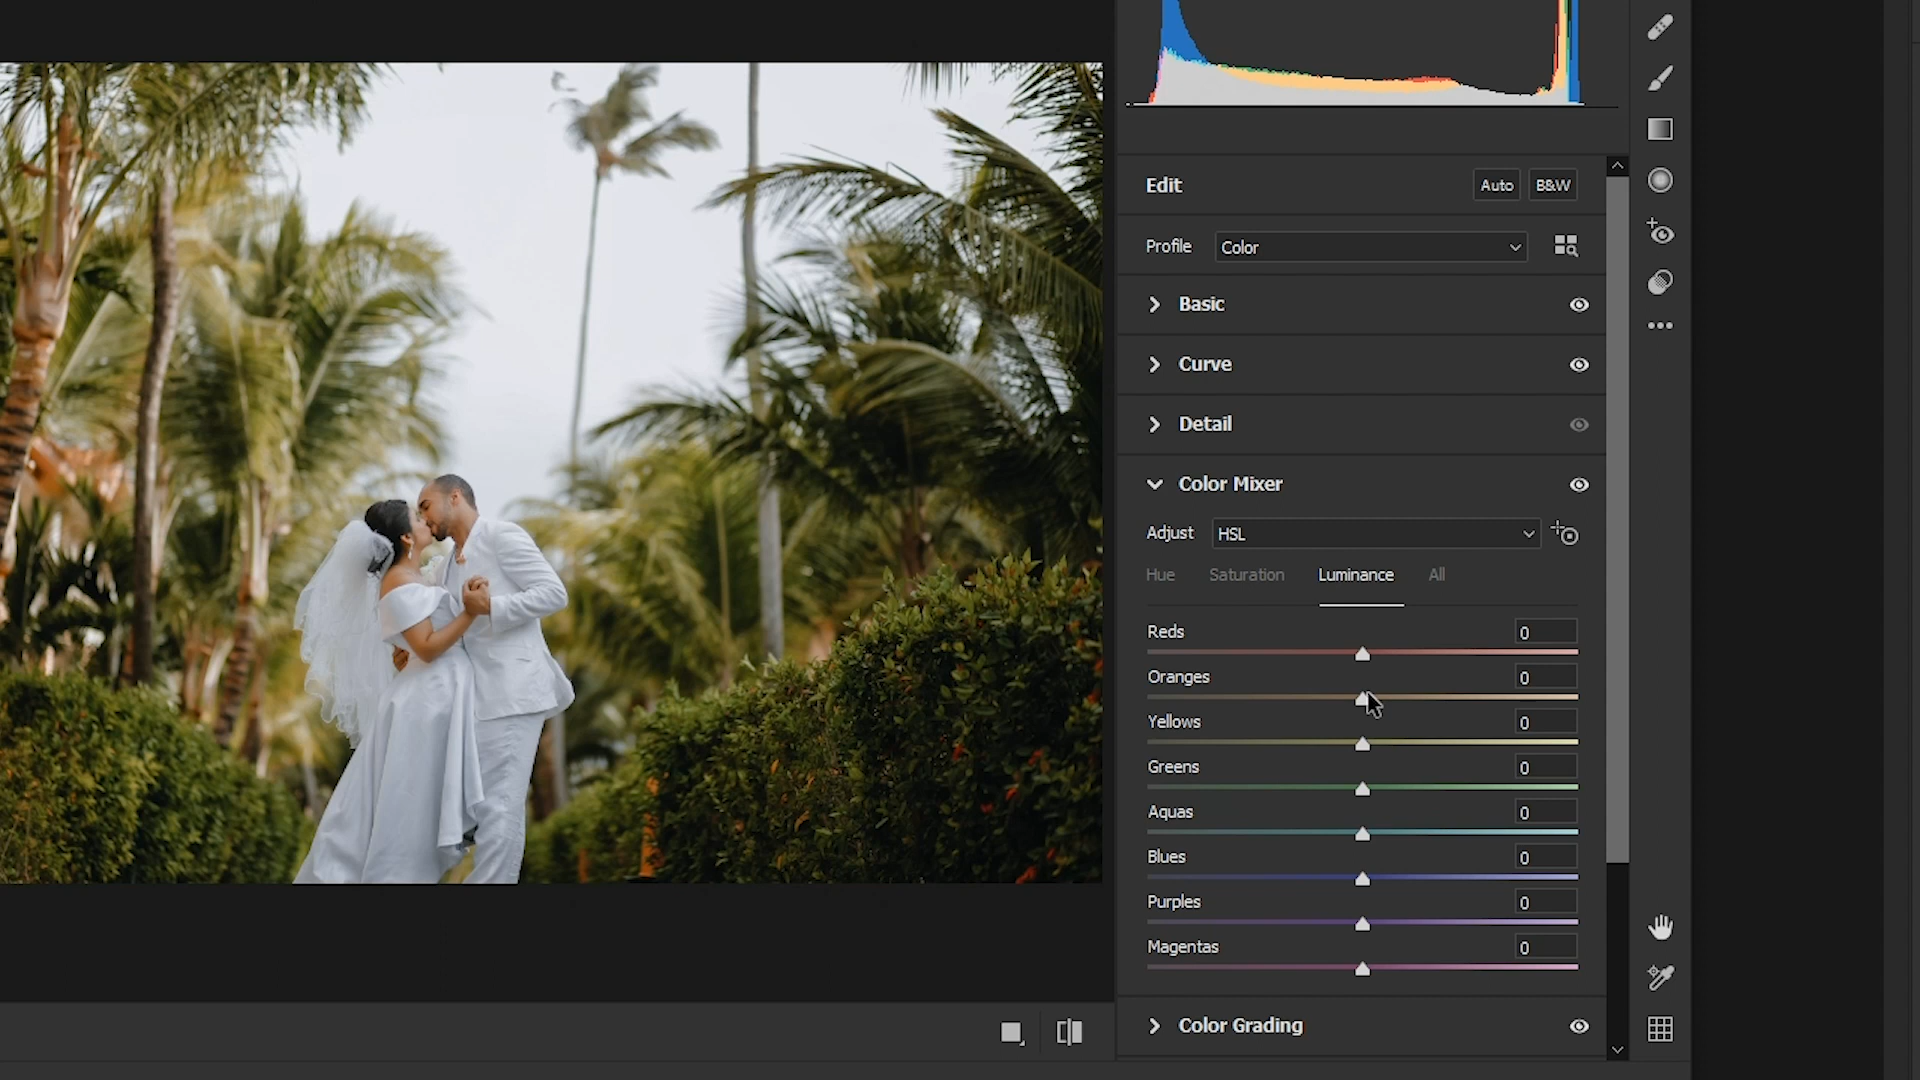 Edit Auto B&W
Profile Color
Basic
Curve
Detail
Color Mixer
Adjust HSL
Hue Saturation Luminance All
Reds 0
Oranges 0
Yellows 0
Greens 0
Aquas 0
Blues 0
Purples 0
Magentas 0
Color Grading